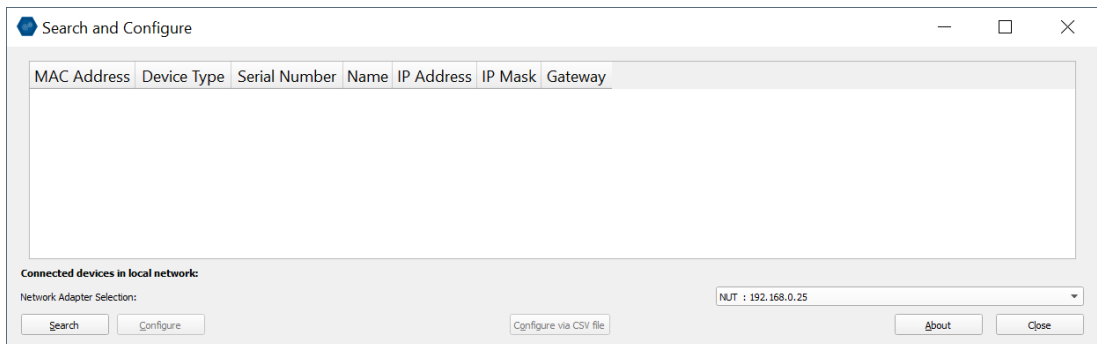 Search and Configure
MAC Address Device Type Serial Number Name IP Address IP Mask Gateway
Connected devices in local network:
Network Adapter Selection: NUT : 192.168.0.25
Search Configure Configure via CSV file About Close